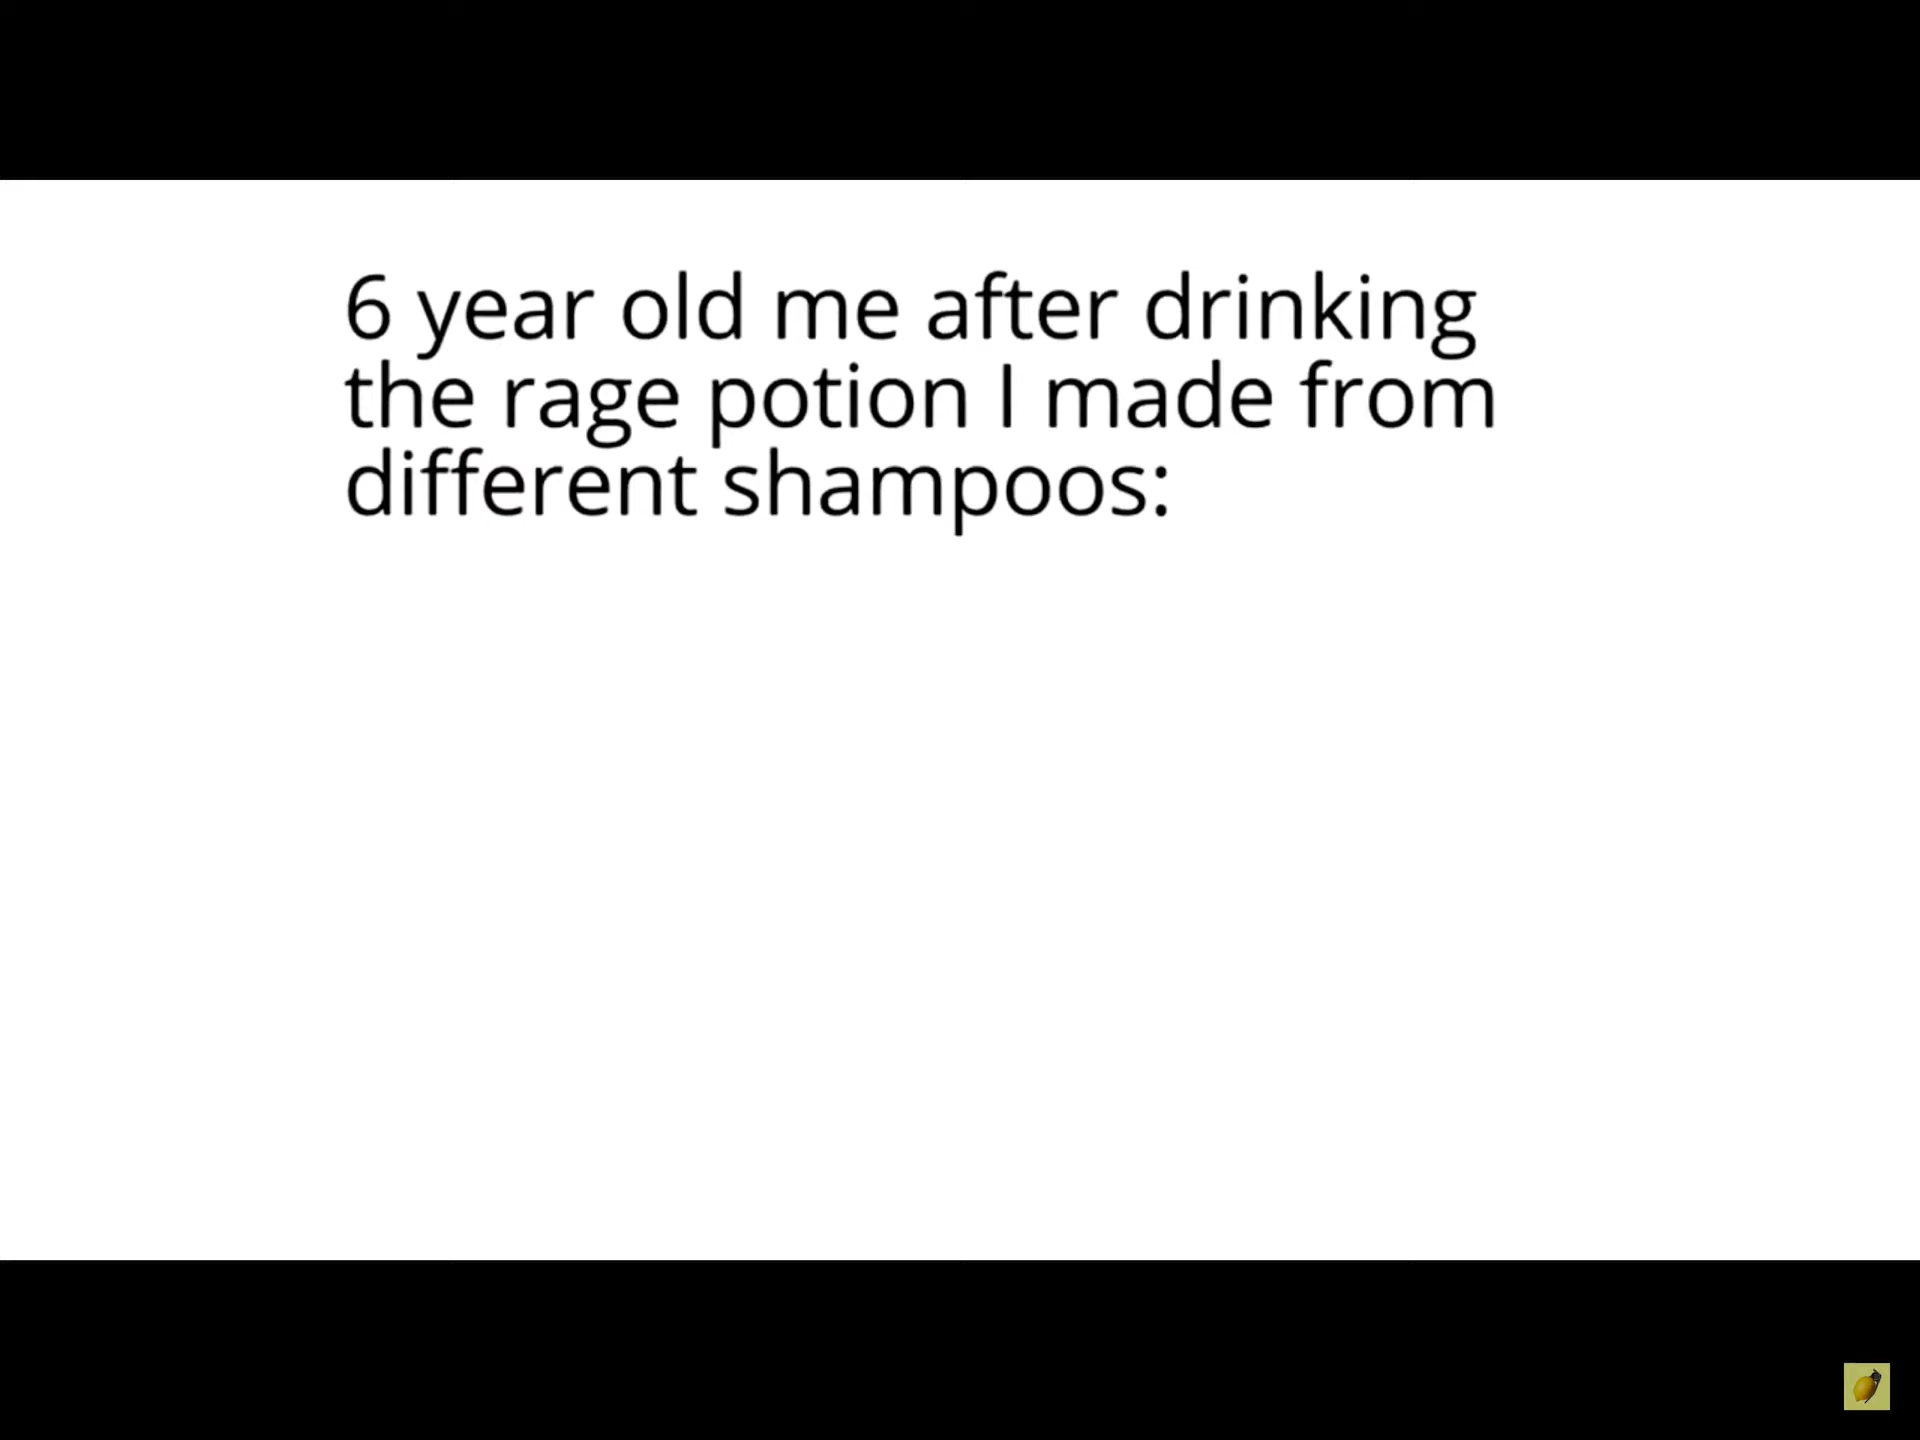 6 year old me after drinking
the rage potion I made from
different shampoos: